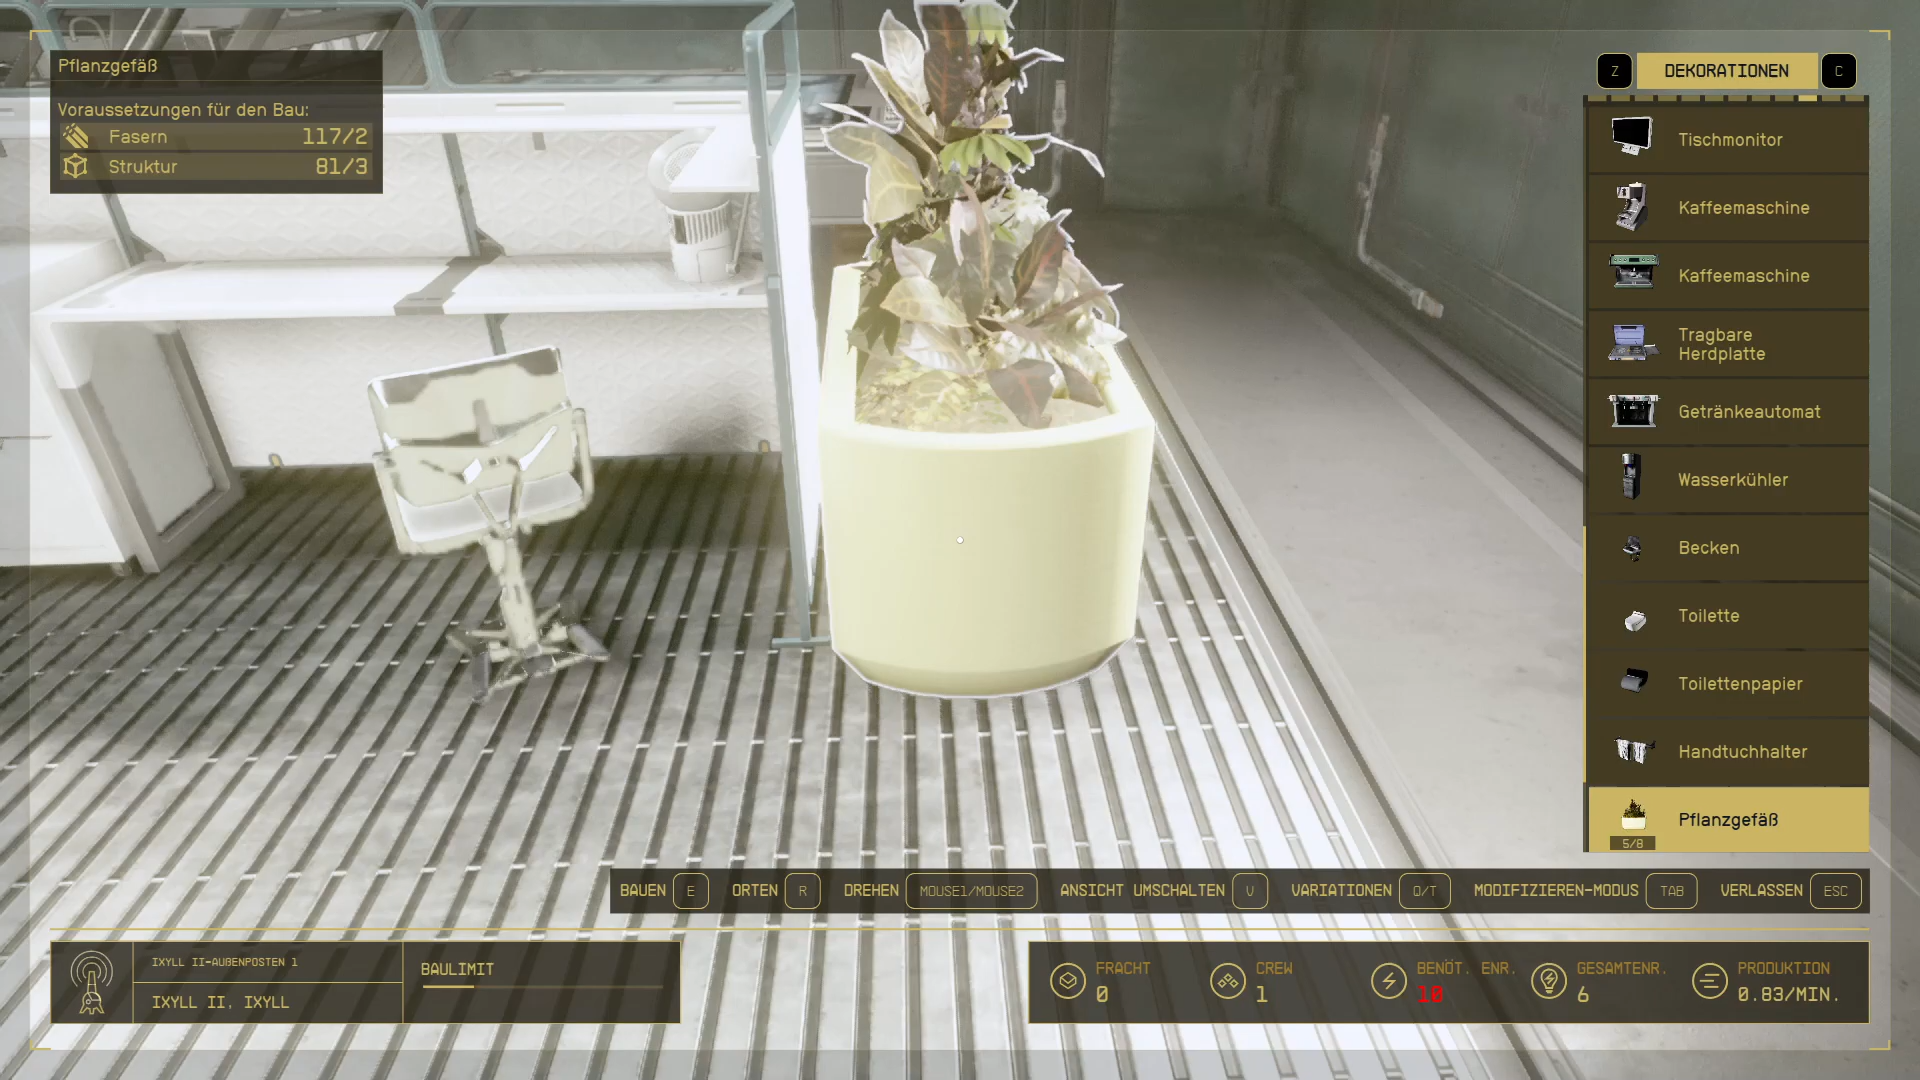 Pflanzgefäß
Voraussetzungen für den Bau:
Fasern 117/2
Struktur 81/3
Z DEKORATIONEN C
Tischmonitor
Kaffeemaschine
Kaffeemaschine
Tragbare
Herdplatte
Getränkeautomat
Wasserkühler
Becken
Toilette
Toilettenpapier
Handtuchhalter
Pflanzgefäß
5/8
BAUEN E ORTEN R DREHEN MOUSE1/MOUSE2 ANSICHT UMSCHALTEN V VARIATIONEN Q/T MODIFIZIEREN-MODUS TAB VERLASSEN ESC
IXYLL II-AUẞENPOSTEN 1
IXYLL II, IXYLL
BAULIMIT
FRACHT
0
CREW
1
BENÖT. ENR.
10
GESAMTENR.
6
PRODUKTION
0.83/MIN.